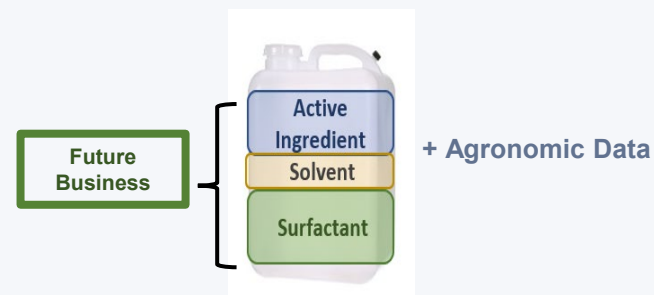 Future
Business
Active
Ingredient
Solvent
Surfactant
+ Agronomic Data